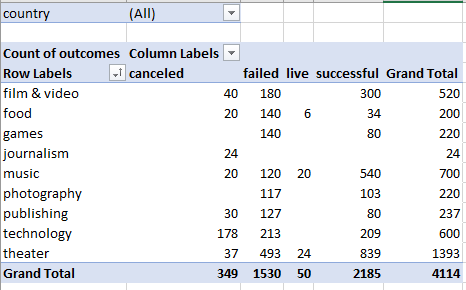 country (All)
Count of outcomes Column Labels
Row Labels canceled failed live successful Grand Total
film & video 40 180 300 520
food 20 140 6 34 200
games 140 80 220
journalism 24 24
music 20 120 20 540 700
photography 117 103 220
publishing 30 127 80 237
technology 178 213 209 600
theater 37 493 24 839 1393
Grand Total 349 1530 50 2185 4114